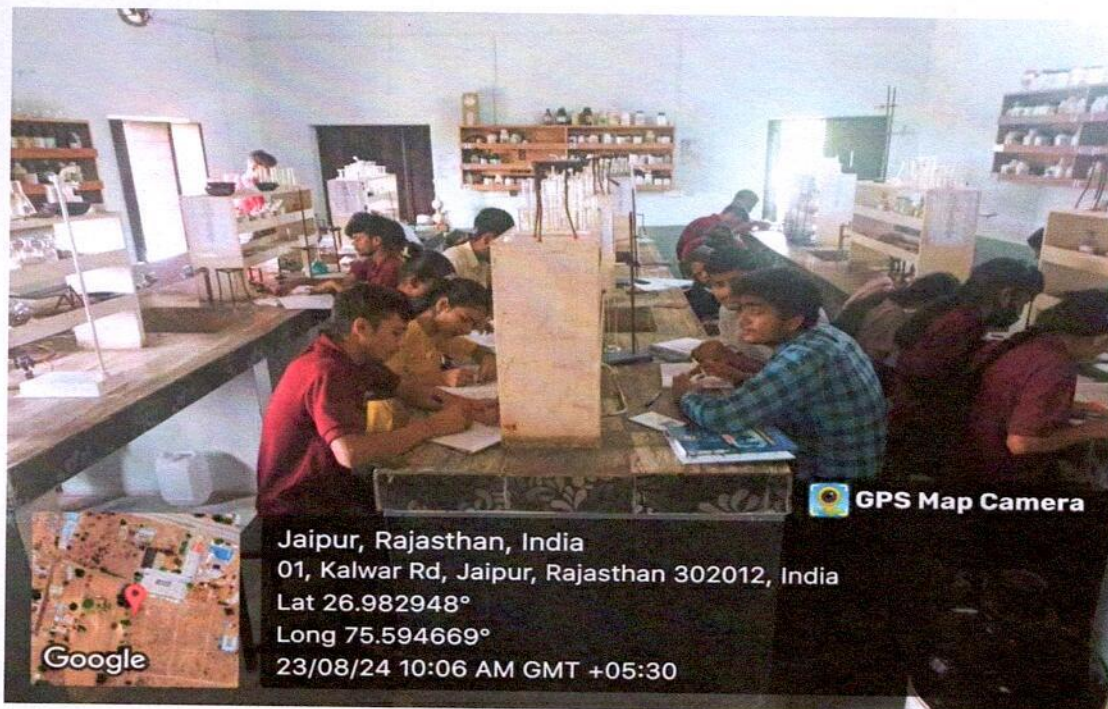 GPS Map Camera
Jaipur, Rajasthan, India
01, Kalwar Rd, Jaipur, Rajasthan 302012, India
Lat 26.982948°
Long 75.594669°
23/08/24 10:06 AM GMT +05:30
Google